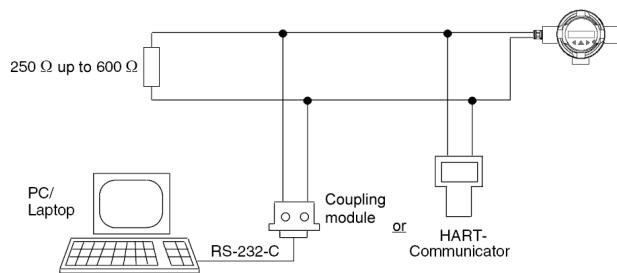 250 Ω up to 600 Ω
PC/
Laptop
RS-232-C
Coupling
module
or
HART-
Communicator